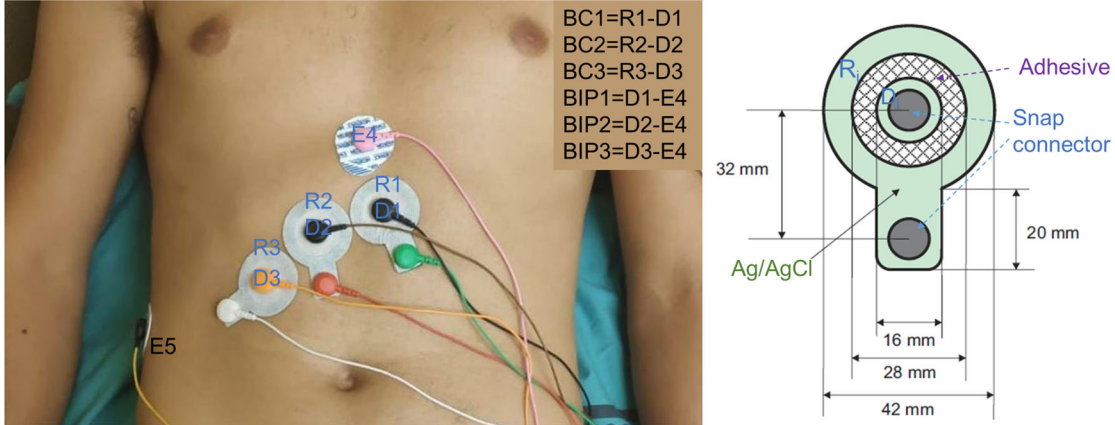 BC1=R1-D1
BC2=R2-D2
BC3=R3-D3
BIP1=D1-E4
BIP2=D2-E4
BIP3=D3-E4
E4
R1
D1
R2
D2
R3
D3
E5
Ri
Adhesive
Di
Snap
connector
32 mm
20 mm
Ag/AgCl
16 mm
28 mm
42 mm